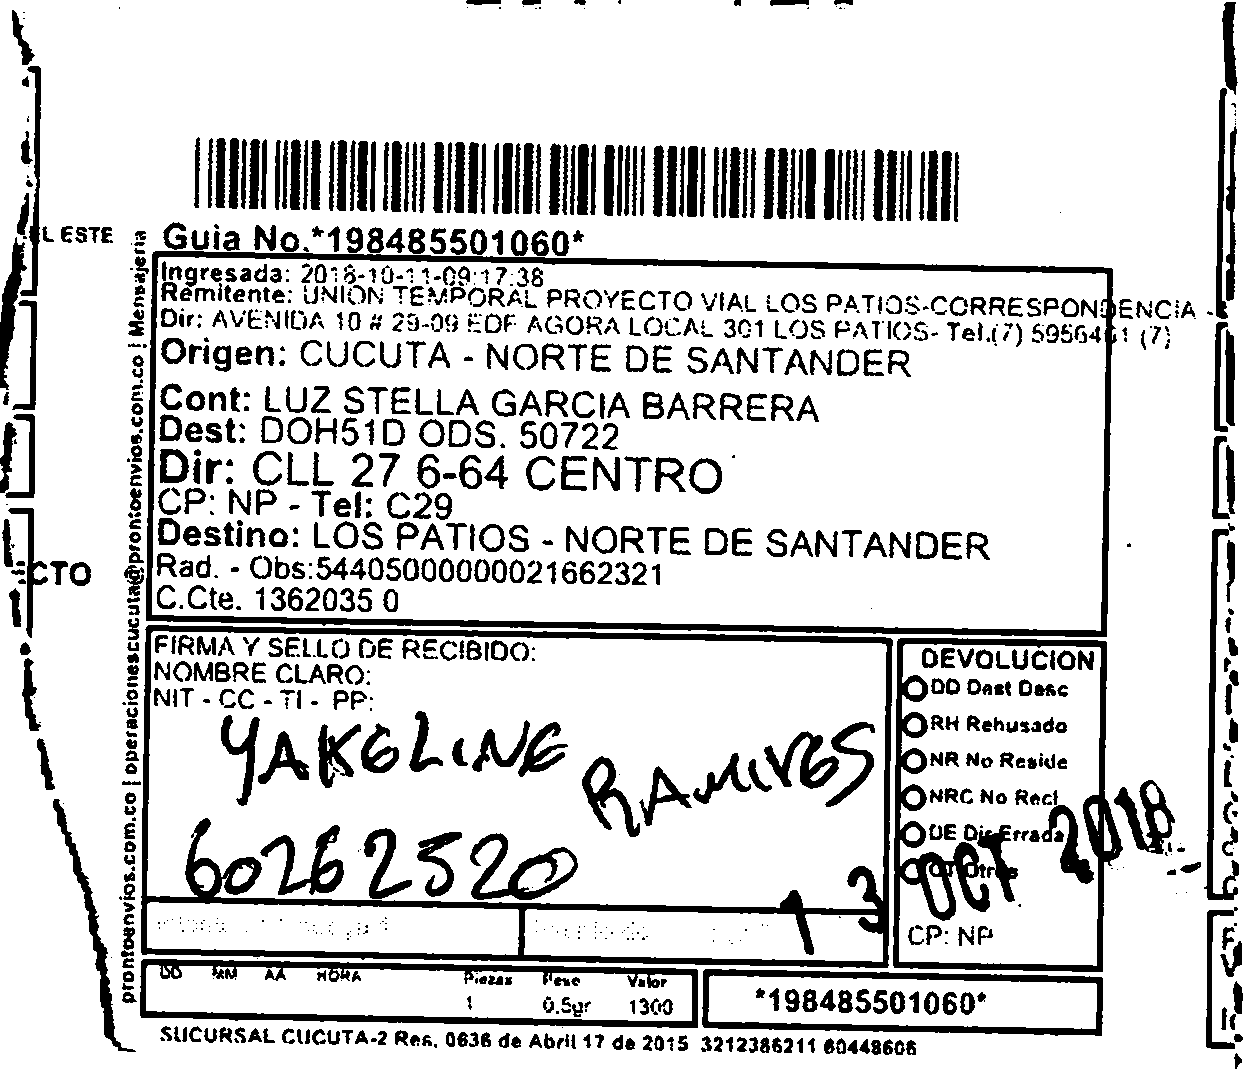 EL ESTE
CTO
prontoenvios.com.co | operacionescucuta@prontoenvios.com.co | Mensajeria
Guia No.*198485501060*
Ingresada: 2018-10-11-09:17:38
Remitente: UNION TEMPORAL PROYECTO VIAL LOS PATIOS-CORRESPONDENCIA -
Dir: AVENIDA 10 # 29-09 EDF AGORA LOCAL 301 LOS PATIOS- Tel.(7) 5956461 (7)
Origen: CUCUTA - NORTE DE SANTANDER
Cont: LUZ STELLA GARCIA BARRERA
Dest: DOH51D ODS. 50722
Dir: CLL 27 6-64 CENTRO
CP: NP - Tel: C29
Destino: LOS PATIOS - NORTE DE SANTANDER
Rad. - Obs:54405000000021662321
C.Cte. 1362035 0
FIRMA Y SELLO DE RECIBIDO:
NOMBRE CLARO:
NIT - CC - TI - PP:
YAKELINE RAMIRES
60262520
DEVOLUCION
DD Dest Desc
RH Rehusado
NR No Reside
NRC No Recl
DE Dir Errada
OT Otros
13 OCT 2018
CP: NP
DD MM AA HORA
Piezas Peso Valor
1 0.5gr 1300
*198485501060*
SUCURSAL CUCUTA-2 Res. 0636 de Abril 17 de 2015 3212386211 60448606